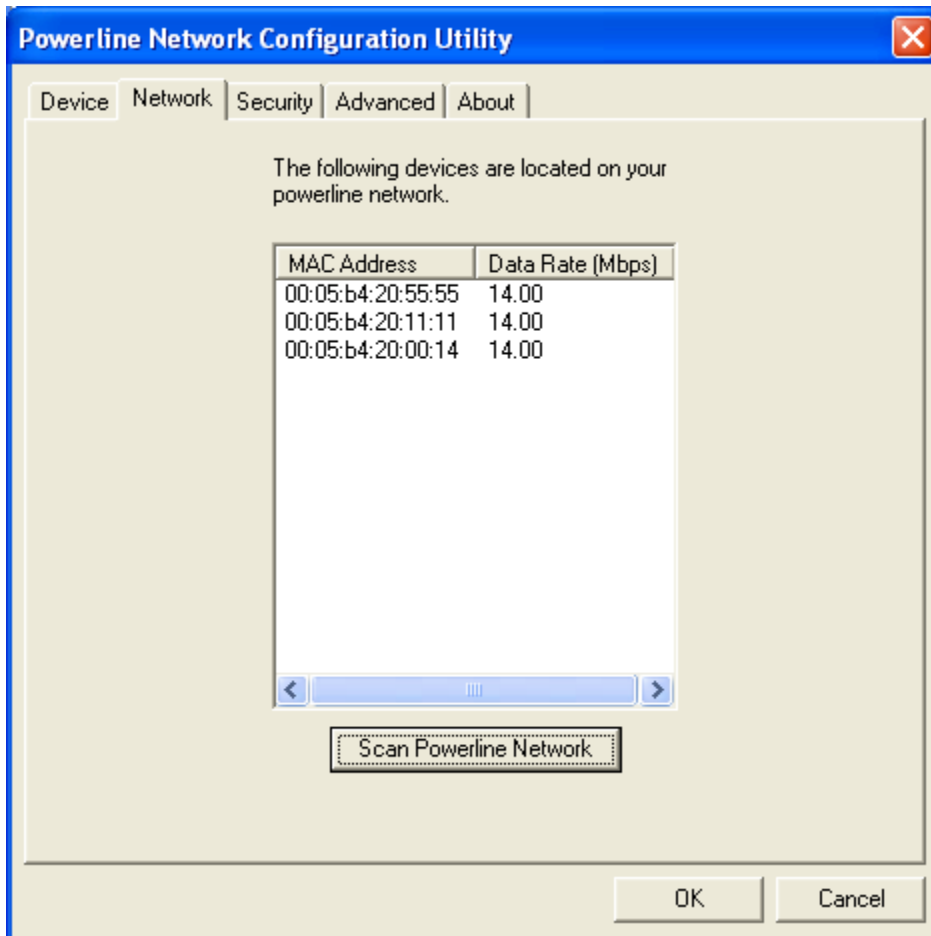 Powerline Network Configuration Utility
Device Network Security Advanced About
The following devices are located on your
powerline network.
MAC Address Data Rate (Mbps)
00:05:b4:20:55:55 14.00
00:05:b4:20:11:11 14.00
00:05:b4:20:00:14 14.00
Scan Powerline Network
OK Cancel